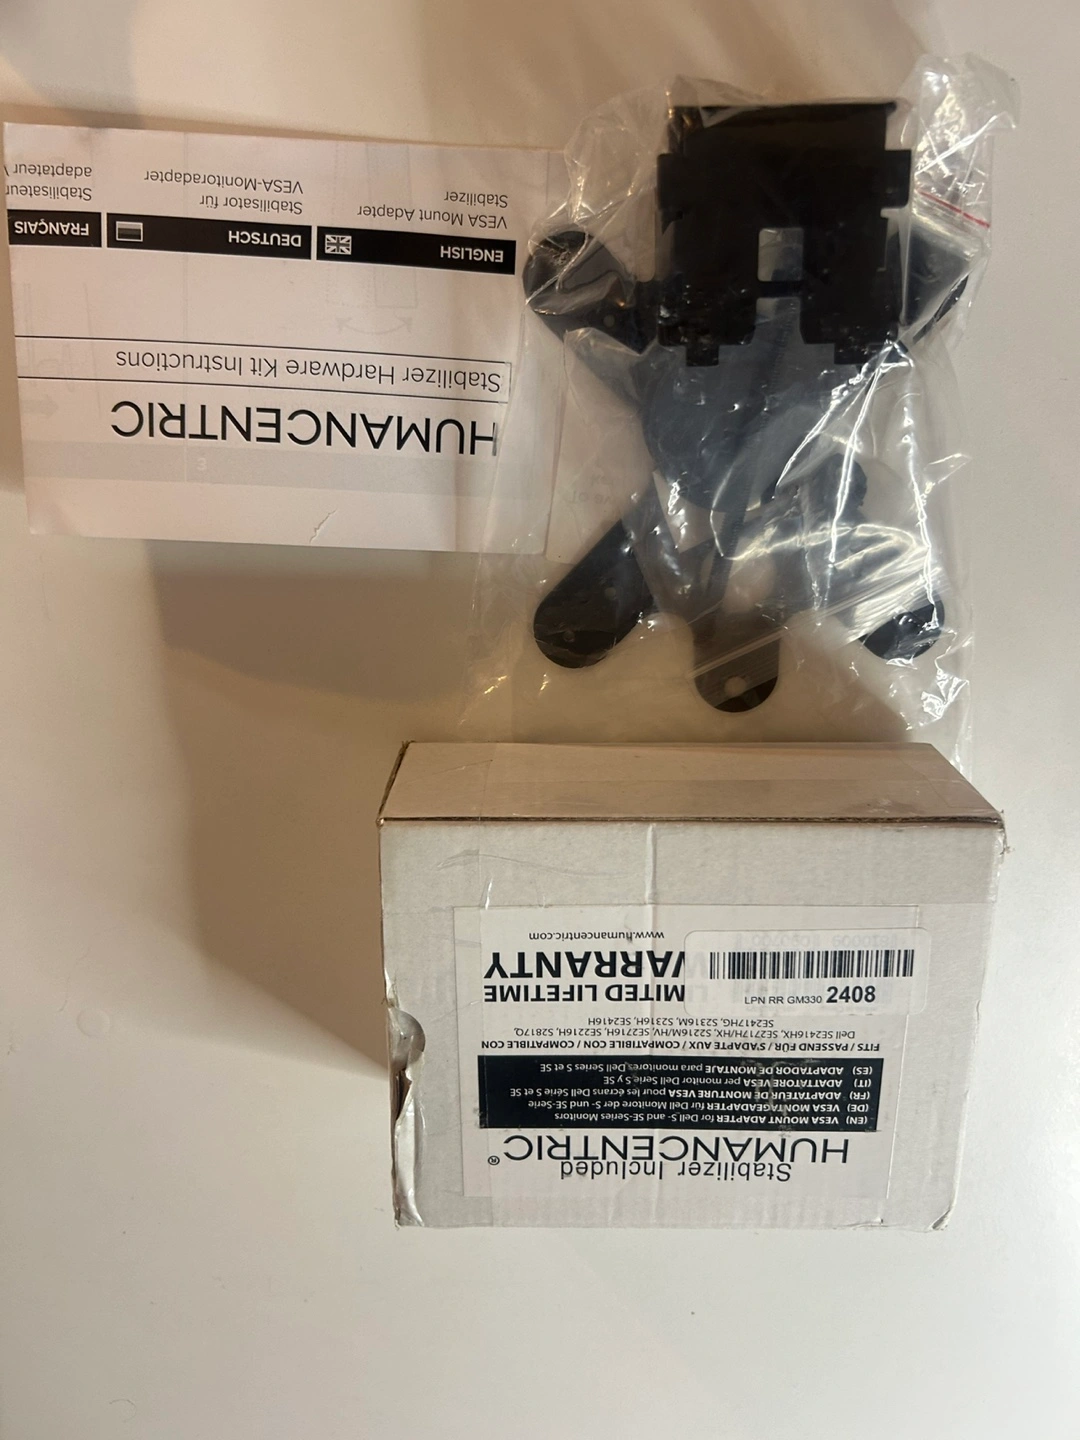 HUMANCENTRIC
Stabilizer Hardware Kit Instructions
ENGLISH
VESA Mount Adapter
Stabilizer
DEUTSCH
Stabilisator für
VESA-Monitoradapter
FRANÇAIS
Stabilisateur
adaptateur V
Stabilizer Included
HUMANCENTRIC®
(EN) VESA MOUNT ADAPTER for Dell S- and SE-Series Monitors
(DE) VESA MONTAGEADAPTER für Dell Monitore der S- und SE-Serie
(FR) ADAPTATEUR DE MONTURE VESA pour les écrans Dell Série S et SE
(IT) ADATTATORE VESA per monitor Dell Serie S y SE
(ES) ADAPTADOR DE MONTAJE para monitores Dell Series S et SE
FITS / PASSEND FÜR / S'ADAPTE AUX / COMPATIBILE CON / COMPATIBLE CON
Dell SE2416HX, SE2717H/HX, S2216M/HV, SE2716H, SE2216H, S2817Q,
SE2417HG, S2316M, S2316H, SE2416H
MITED LIFETIME
WARRANTY
www.humancentric.com
LPN RR GM330 2408